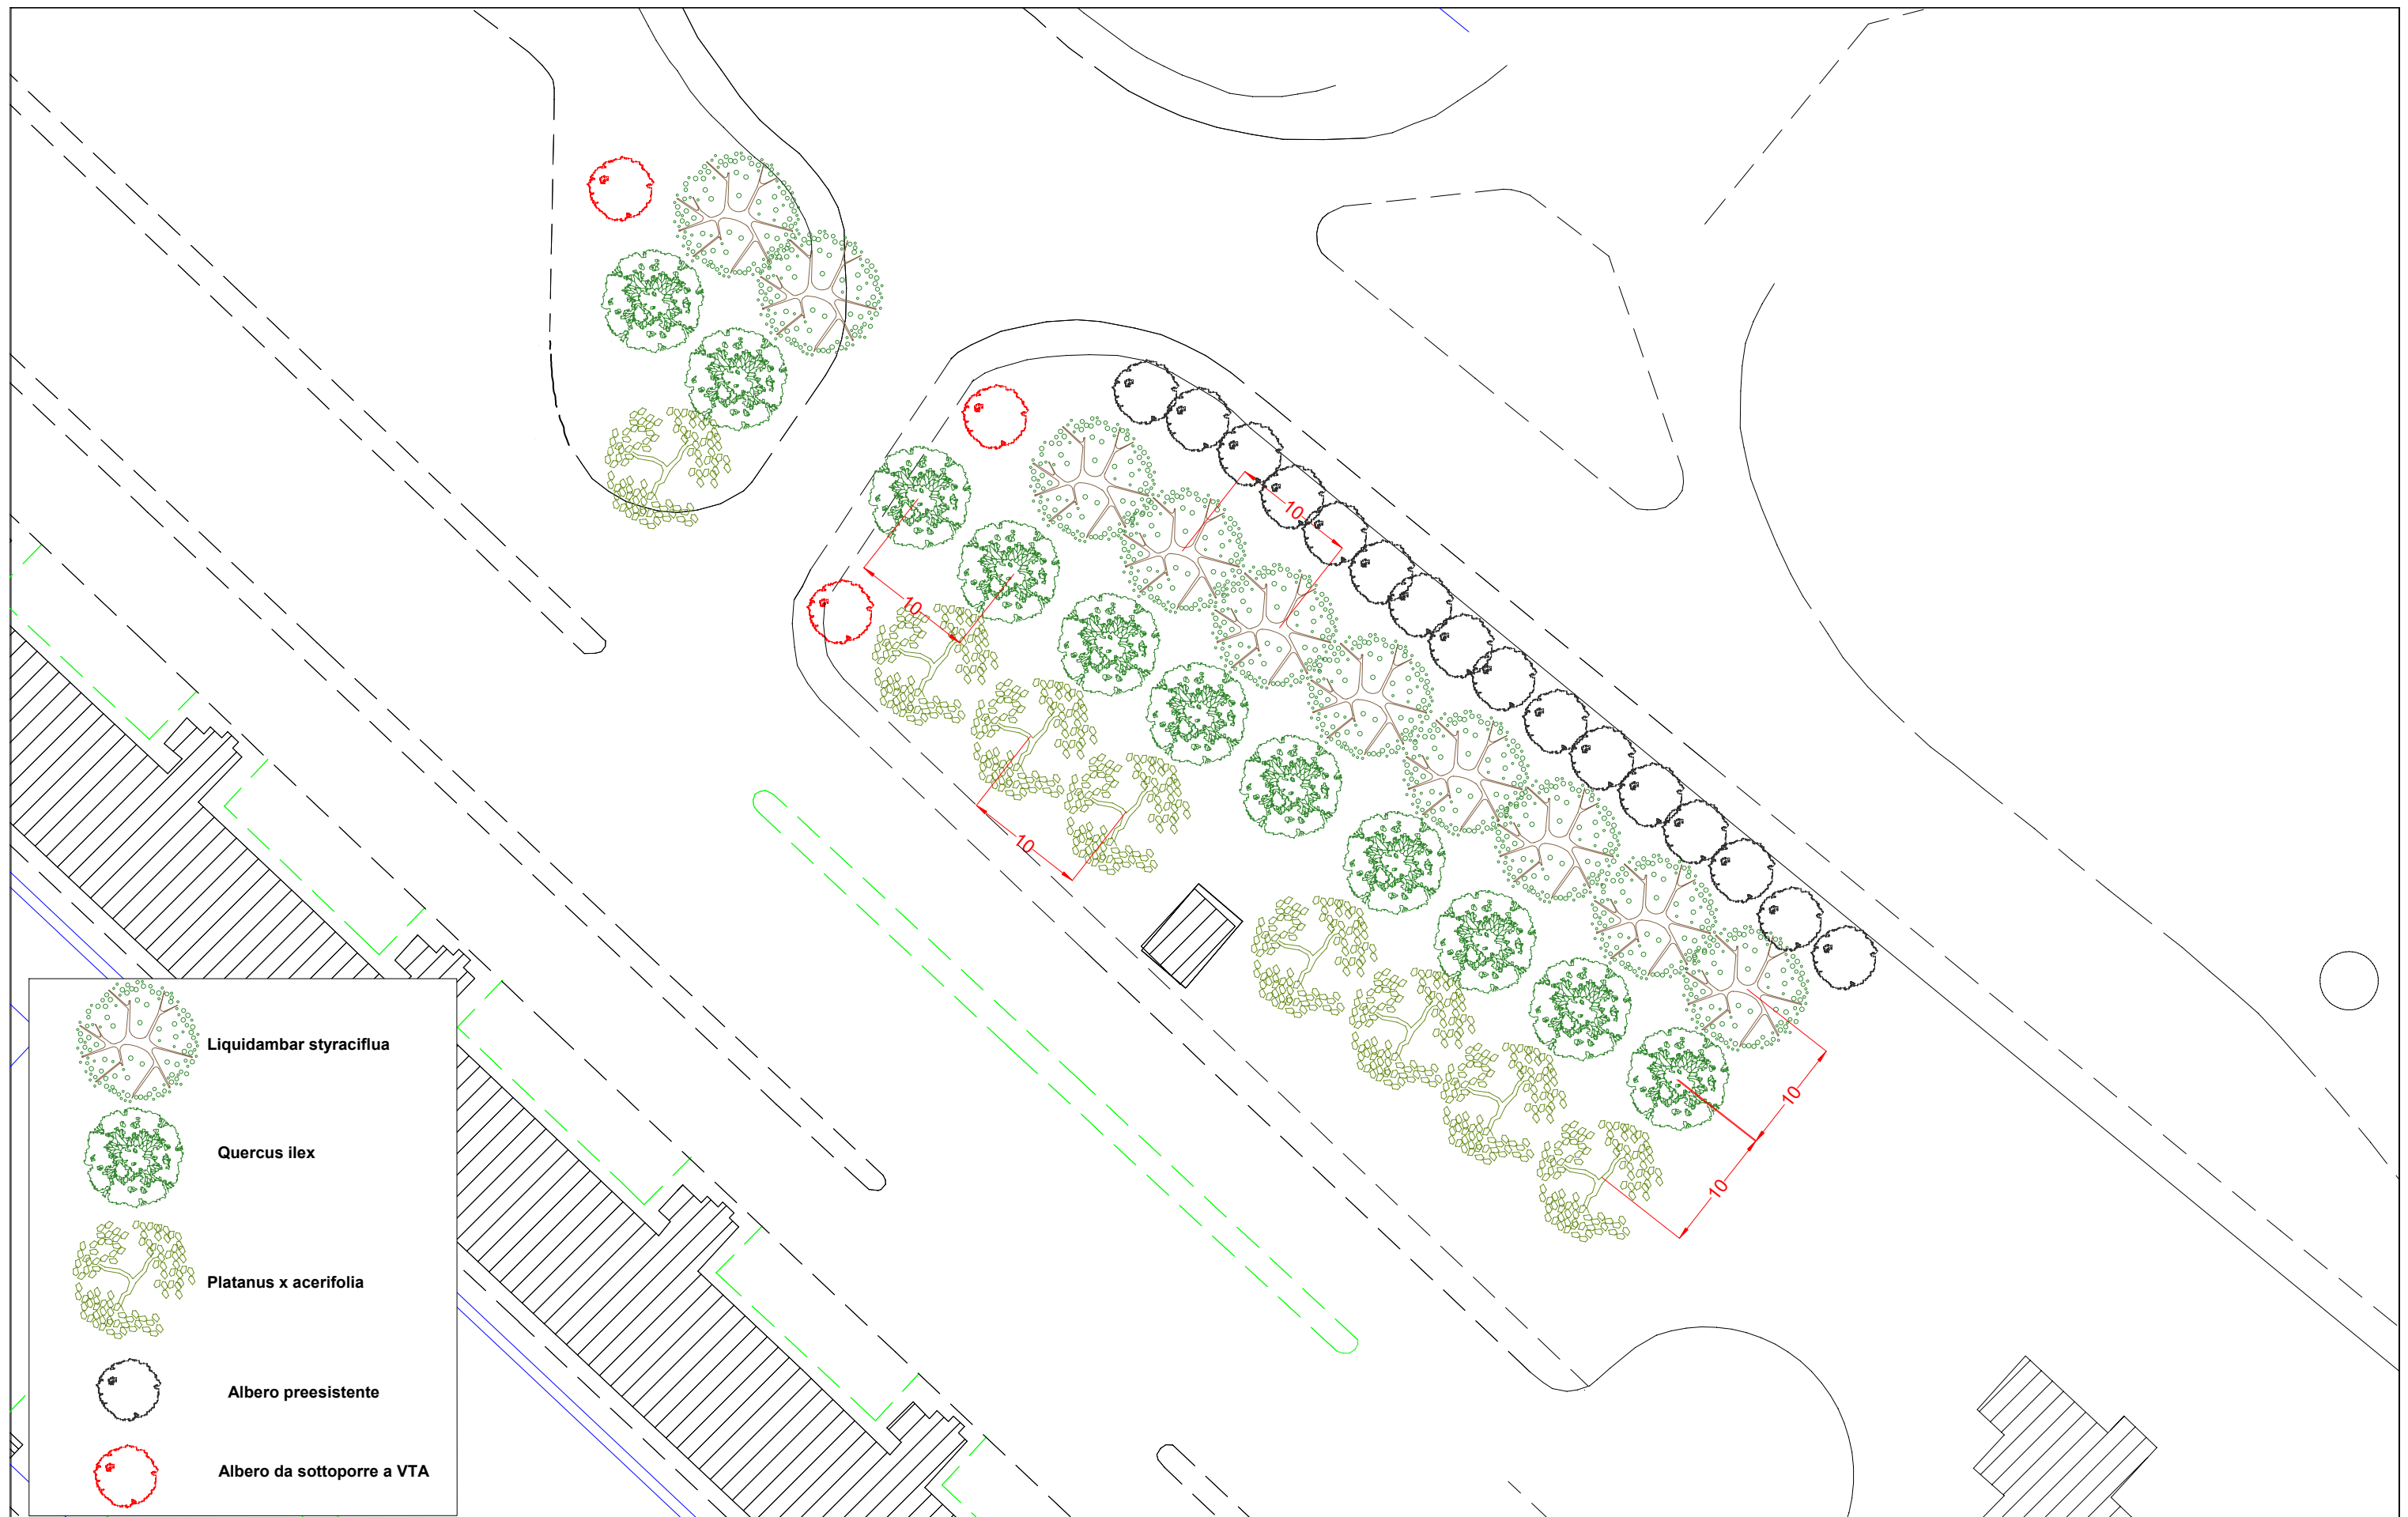 10
10
10
10
10
Liquidambar styraciflua
Quercus ilex
Platanus x acerifolia
Albero preesistente
Albero da sottoporre a VTA